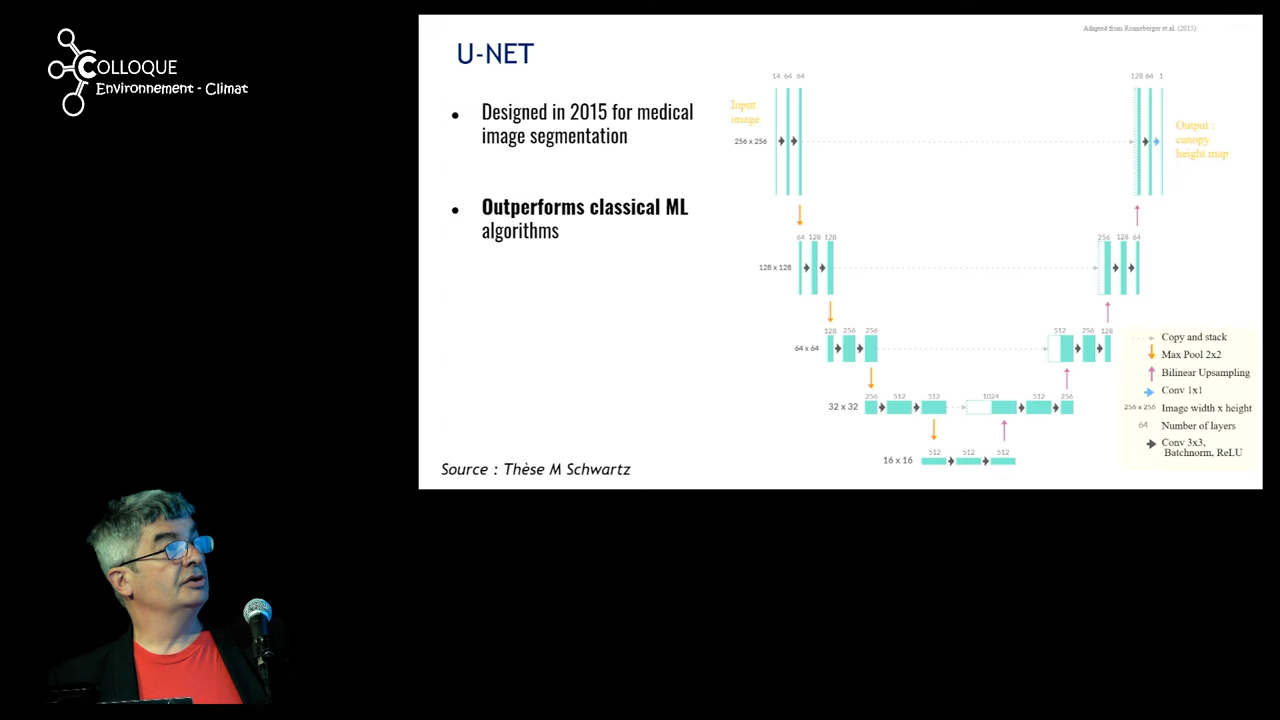 COLLOQUE
Environnement - Climat
Adapted from Ronneberger et al. (2015)
U-NET
• Designed in 2015 for medical
image segmentation
• Outperforms classical ML
algorithms
Source : Thèse M Schwartz
14 64 64
Input
image
256 x 256
128 64 1
Output :
canopy
height map
64 128 128
128 x 128
256 128 64
128 256 256
64 x 64
512 256 128
256 512 512
32 x 32
1024 512 256
512 512 512
16 x 16
Copy and stack
Max Pool 2x2
Bilinear Upsampling
Conv 1x1
256 x 256 Image width x height
64 Number of layers
Conv 3x3,
Batchnorm, ReLU